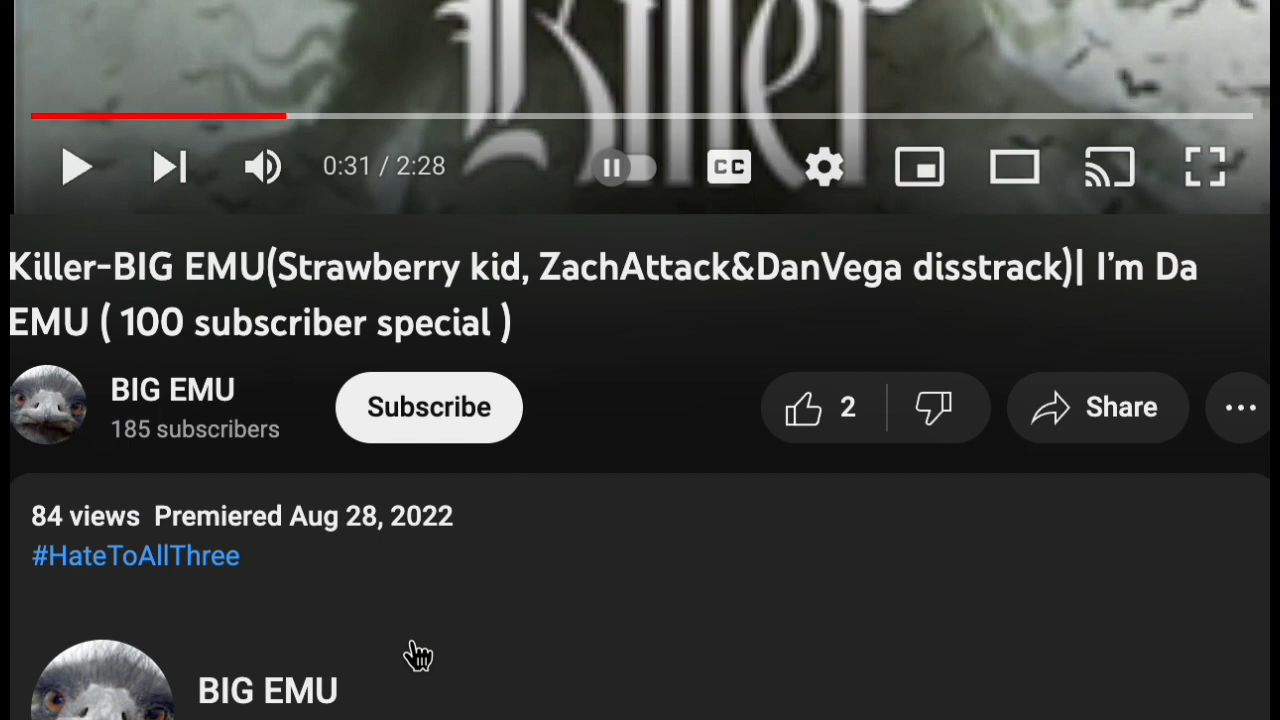 Killer
0:31 / 2:28
CC
Killer-BIG EMU(Strawberry kid, ZachAttack&DanVega disstrack)| I’m Da
EMU ( 100 subscriber special )
BIG EMU
185 subscribers
Subscribe
2
Share
84 views Premiered Aug 28, 2022
#HateToAllThree
BIG EMU